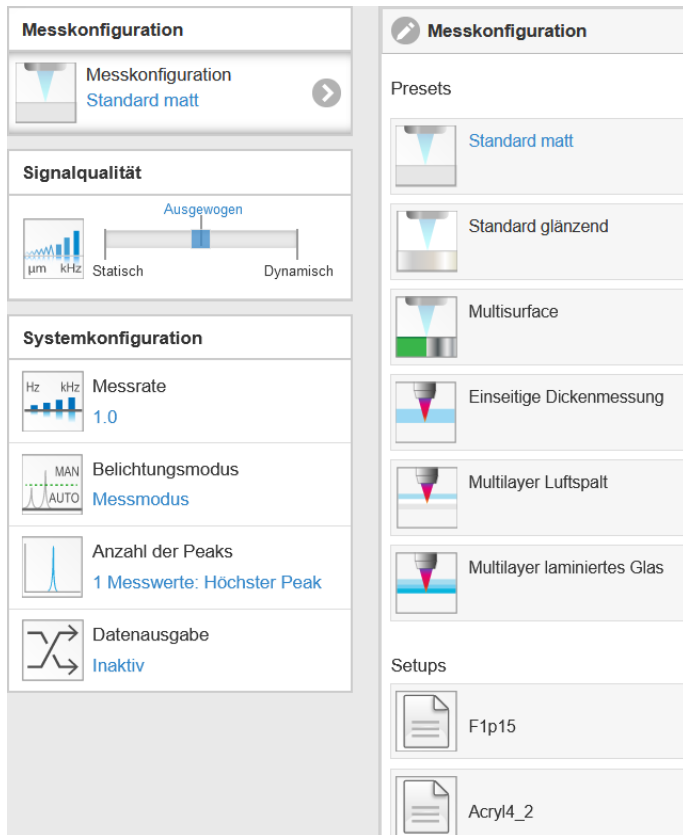 Messkonfiguration
Messkonfiguration
Standard matt
Signalqualität
Ausgewogen
µm kHz
Statisch
Dynamisch
Systemkonfiguration
Hz kHz
Messrate
1.0
MAN
AUTO
Belichtungsmodus
Messmodus
Anzahl der Peaks
1 Messwerte: Höchster Peak
Datenausgabe
Inaktiv
Messkonfiguration
Presets
Standard matt
Standard glänzend
Multisurface
Einseitige Dickenmessung
Multilayer Luftspalt
Multilayer laminiertes Glas
Setups
F1p15
Acryl4_2